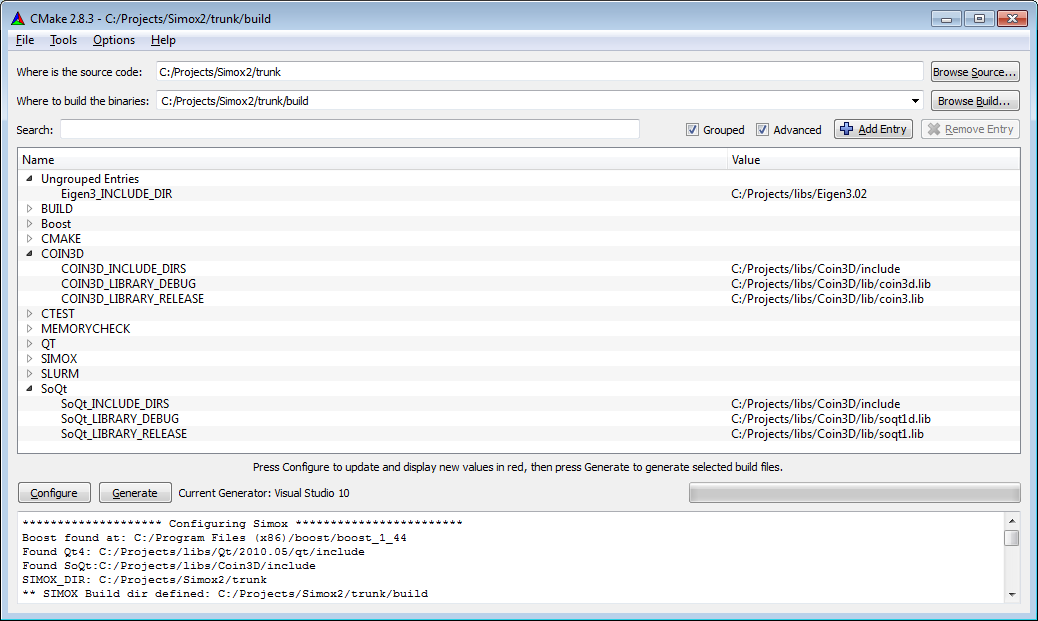 CMake 2.8.3 - C:/Projects/Simox2/trunk/build
File Tools Options Help
Where is the source code: C:/Projects/Simox2/trunk Browse Source...
Where to build the binaries: C:/Projects/Simox2/trunk/build Browse Build...
Search: Grouped Advanced Add Entry Remove Entry
Name Value
Ungrouped Entries
Eigen3_INCLUDE_DIR C:/Projects/libs/Eigen3.02
BUILD
Boost
CMAKE
COIN3D
COIN3D_INCLUDE_DIRS C:/Projects/libs/Coin3D/include
COIN3D_LIBRARY_DEBUG C:/Projects/libs/Coin3D/lib/coin3d.lib
COIN3D_LIBRARY_RELEASE C:/Projects/libs/Coin3D/lib/coin3.lib
CTEST
MEMORYCHECK
QT
SIMOX
SLURM
SoQt
SoQt_INCLUDE_DIRS C:/Projects/libs/Coin3D/include
SoQt_LIBRARY_DEBUG C:/Projects/libs/Coin3D/lib/soqt1d.lib
SoQt_LIBRARY_RELEASE C:/Projects/libs/Coin3D/lib/soqt1.lib
Press Configure to update and display new values in red, then press Generate to generate selected build files.
Configure Generate Current Generator: Visual Studio 10
******************** Configuring Simox ************************
Boost found at: C:/Program Files (x86)/boost/boost_1_44
Found Qt4: C:/Projects/libs/Qt/2010.05/qt/include
Found SoQt:C:/Projects/libs/Coin3D/include
SIMOX_DIR: C:/Projects/Simox2/trunk
** SIMOX Build dir defined: C:/Projects/Simox2/trunk/build